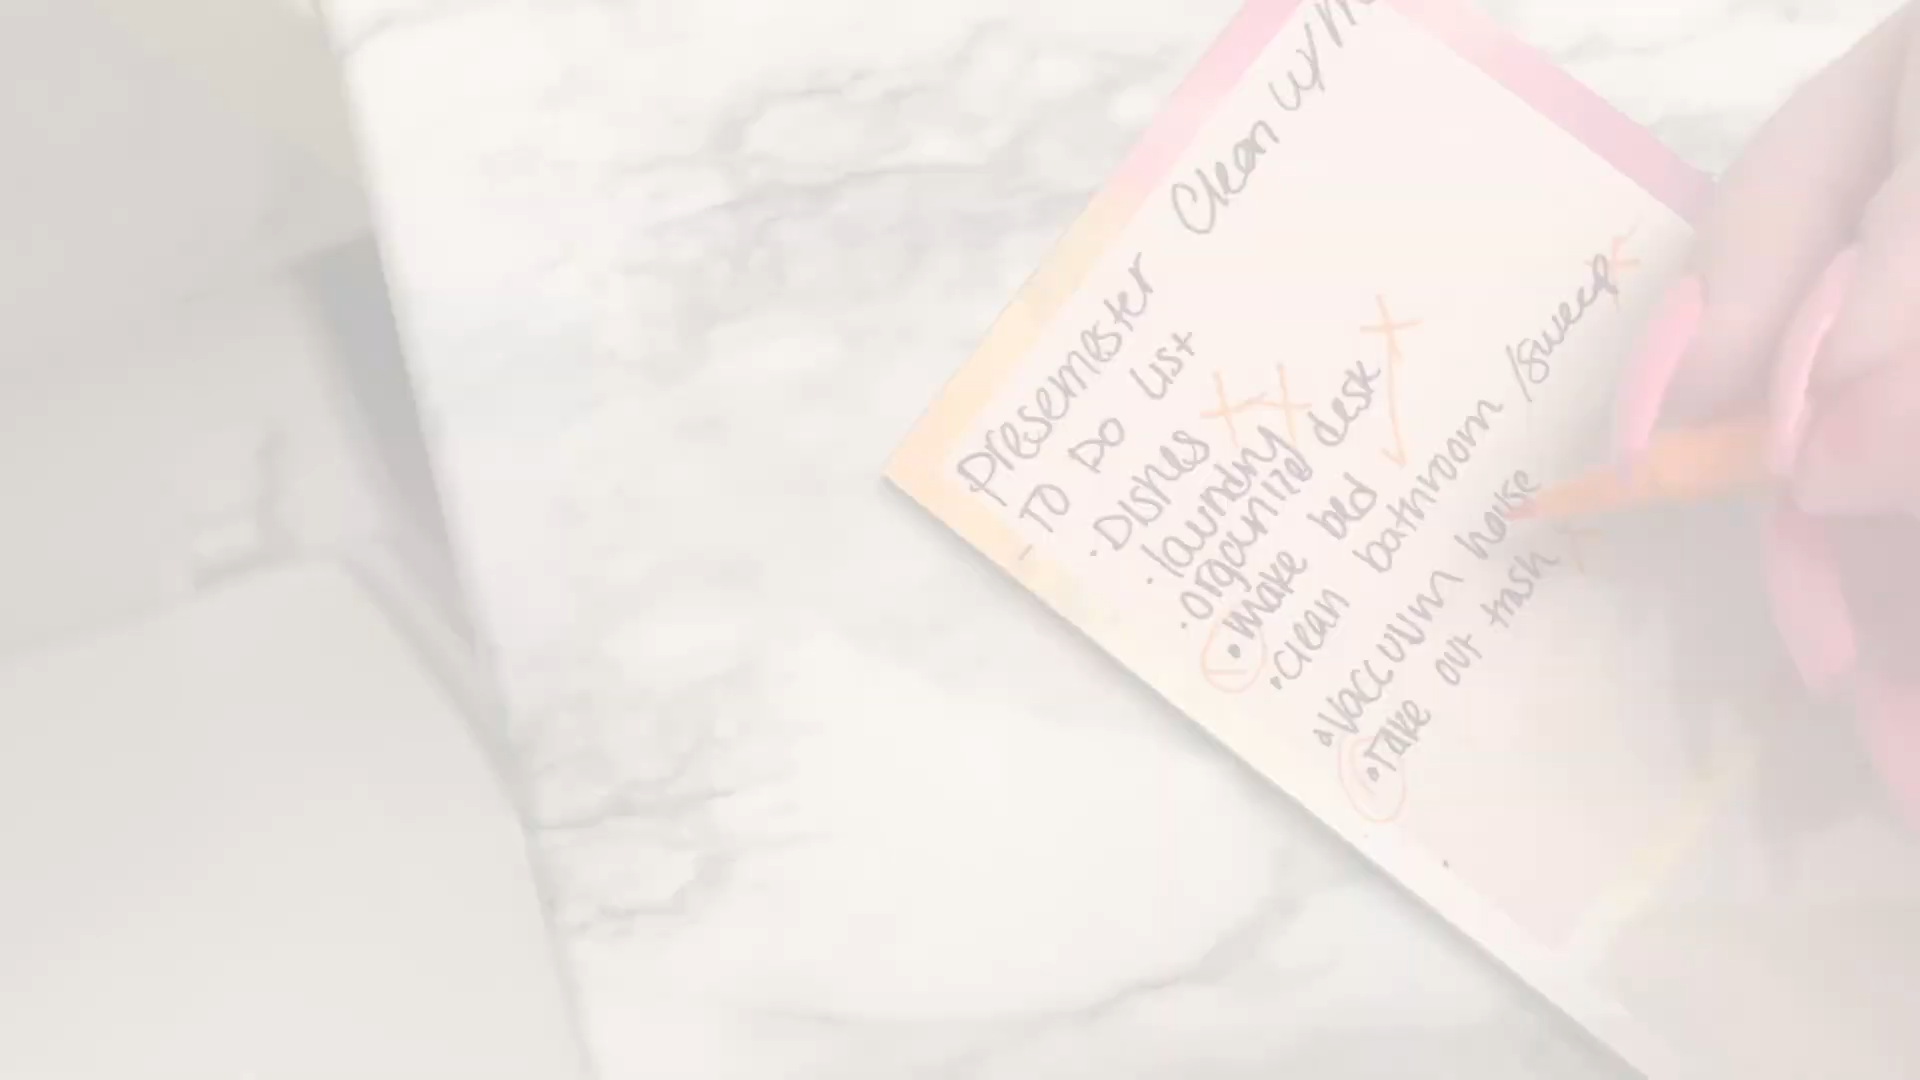 Presemester Clean w/m
TO DO List
• Dishes
• laundry
• organize desk
• make bed
• clean bathroom /sweep
• Vaccuum house
• Take out trash